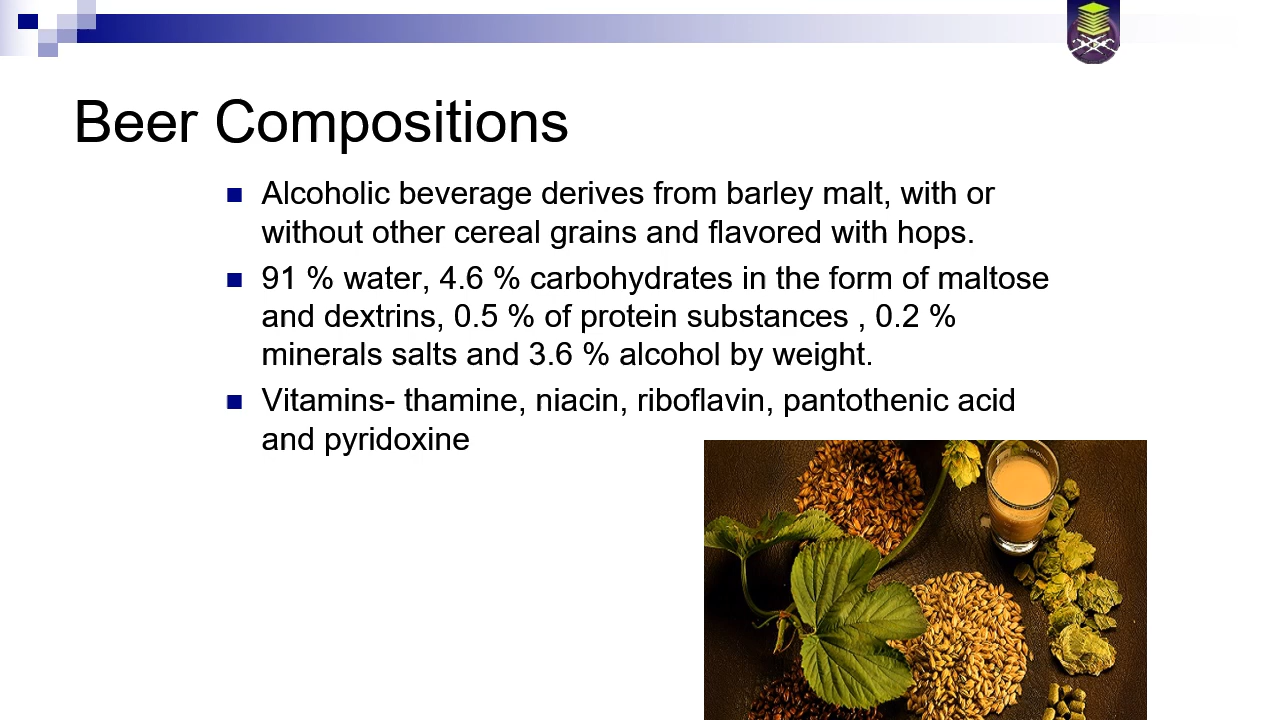 Beer Compositions
Alcoholic beverage derives from barley malt, with or
without other cereal grains and flavored with hops.
91 % water, 4.6 % carbohydrates in the form of maltose
and dextrins, 0.5 % of protein substances , 0.2 %
minerals salts and 3.6 % alcohol by weight.
Vitamins- thamine, niacin, riboflavin, pantothenic acid
and pyridoxine